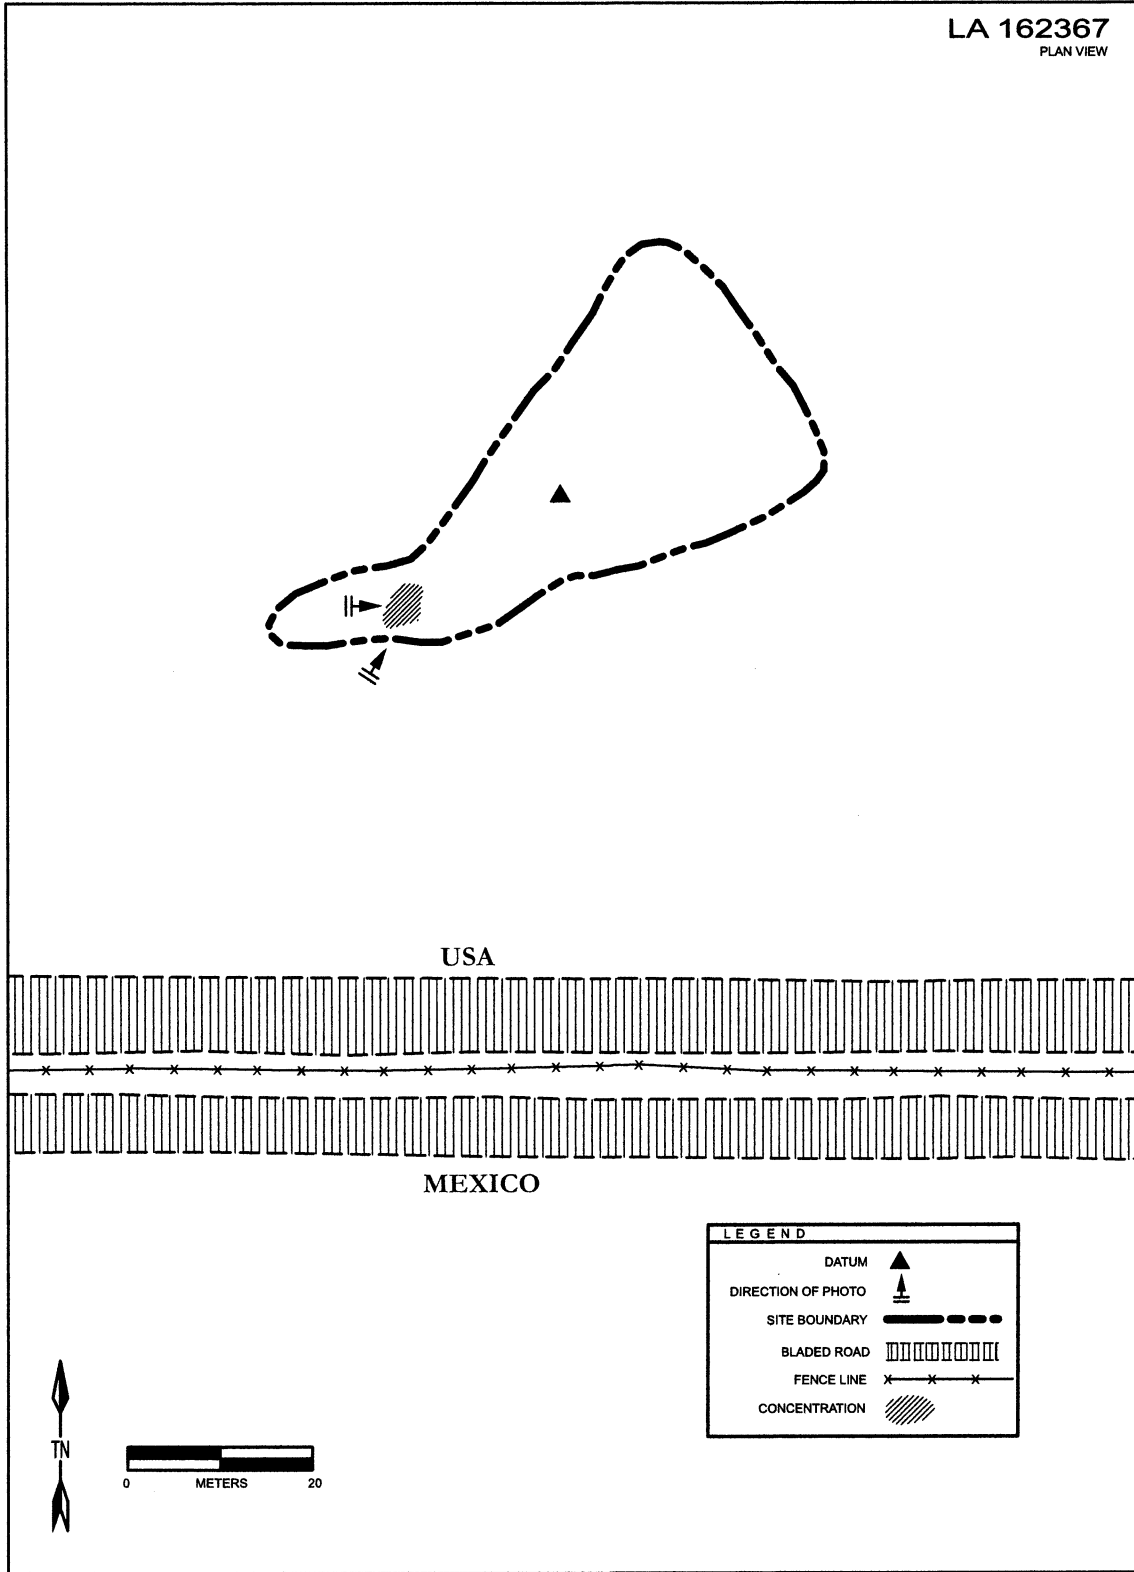 LA 162367
PLAN VIEW
USA
MEXICO
LEGEND
DATUM
DIRECTION OF PHOTO
SITE BOUNDARY
BLADED ROAD
FENCE LINE
CONCENTRATION
TN
0 METERS 20